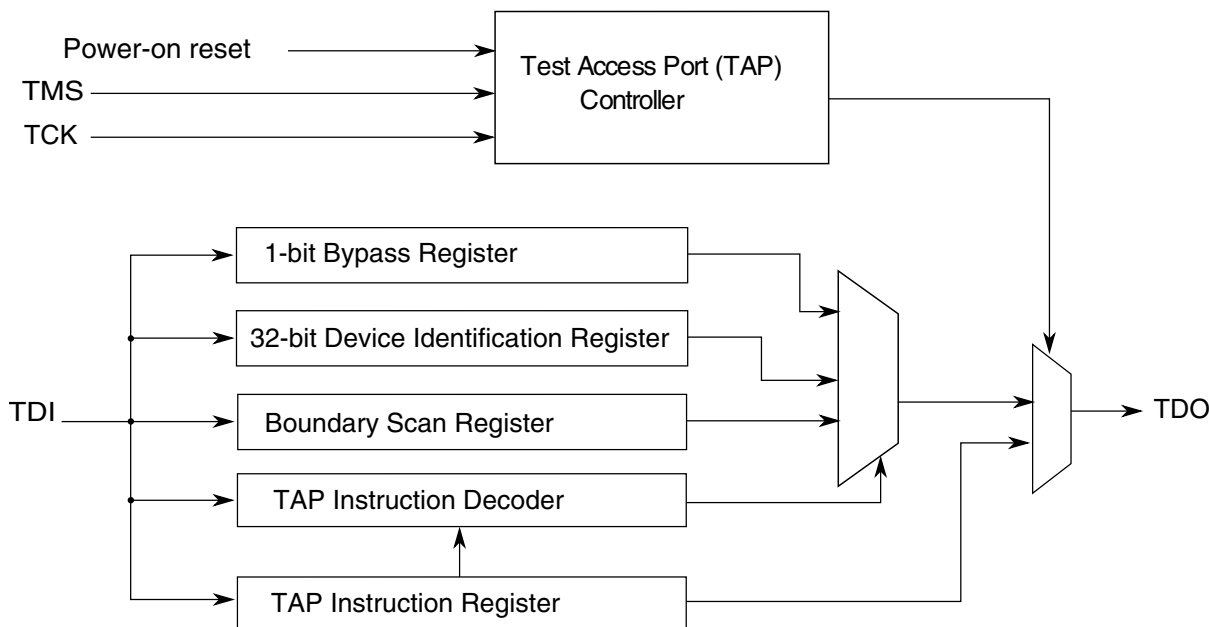 Power-on reset
TMS
TCK
Test Access Port (TAP)
Controller
1-bit Bypass Register
32-bit Device Identification Register
TDI
Boundary Scan Register
TDO
TAP Instruction Decoder
TAP Instruction Register